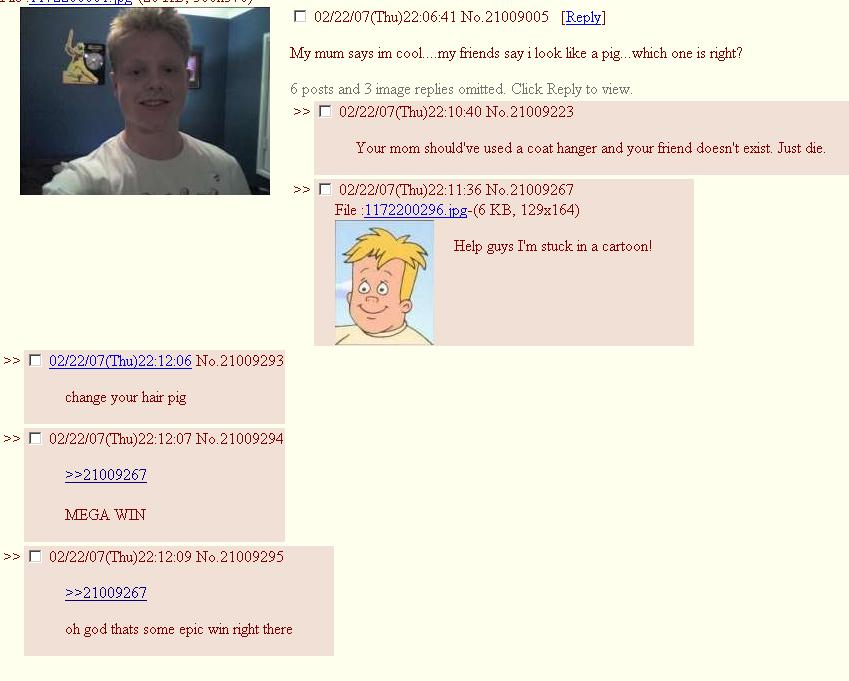 02/22/07(Thu)22:06:41 No.21009005 [Reply]
My mum says im cool....my friends say i look like a pig...which one is right?
6 posts and 3 image replies omitted. Click Reply to view.
>> 02/22/07(Thu)22:10:40 No.21009223
Your mom should've used a coat hanger and your friend doesn't exist. Just die.
>> 02/22/07(Thu)22:11:36 No.21009267
File :1172200296.jpg-(6 KB, 129x164)
Help guys I'm stuck in a cartoon!
>> 02/22/07(Thu)22:12:06 No.21009293
change your hair pig
>> 02/22/07(Thu)22:12:07 No.21009294
>>21009267
MEGA WIN
>> 02/22/07(Thu)22:12:09 No.21009295
>>21009267
oh god thats some epic win right there